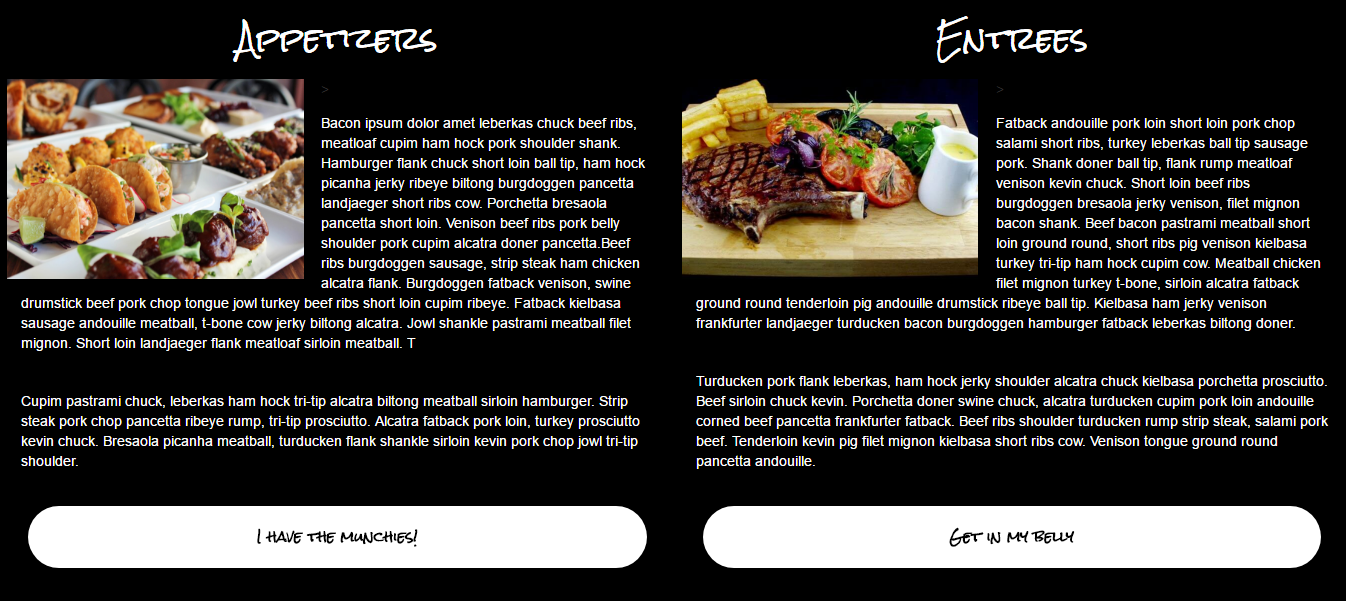 Appetizers
>
Bacon ipsum dolor amet leberkas chuck beef ribs,
meatloaf cupim ham hock pork shoulder shank.
Hamburger flank chuck short loin ball tip, ham hock
picanha jerky ribeye biltong burgdoggen pancetta
landjaeger short ribs cow. Porchetta bresaola
pancetta short loin. Venison beef ribs pork belly
shoulder pork cupim alcatra doner pancetta.Beef
ribs burgdoggen sausage, strip steak ham chicken
alcatra flank. Burgdoggen fatback venison, swine
drumstick beef pork chop tongue jowl turkey beef ribs short loin cupim ribeye. Fatback kielbasa
sausage andouille meatball, t-bone cow jerky biltong alcatra. Jowl shankle pastrami meatball filet
mignon. Short loin landjaeger flank meatloaf sirloin meatball. T
Cupim pastrami chuck, leberkas ham hock tri-tip alcatra biltong meatball sirloin hamburger. Strip
steak pork chop pancetta ribeye rump, tri-tip prosciutto. Alcatra fatback pork loin, turkey prosciutto
kevin chuck. Bresaola picanha meatball, turducken flank shankle sirloin kevin pork chop jowl tri-tip
shoulder.
I have the munchies!
Entrees
>
Fatback andouille pork loin short loin pork chop
salami short ribs, turkey leberkas ball tip sausage
pork. Shank doner ball tip, flank rump meatloaf
venison kevin chuck. Short loin beef ribs
burgdoggen bresaola jerky venison, filet mignon
bacon shank. Beef bacon pastrami meatball short
loin ground round, short ribs pig venison kielbasa
turkey tri-tip ham hock cupim cow. Meatball chicken
filet mignon turkey t-bone, sirloin alcatra fatback
ground round tenderloin pig andouille drumstick ribeye ball tip. Kielbasa ham jerky venison
frankfurter landjaeger turducken bacon burgdoggen hamburger fatback leberkas biltong doner.
Turducken pork flank leberkas, ham hock jerky shoulder alcatra chuck kielbasa porchetta prosciutto.
Beef sirloin chuck kevin. Porchetta doner swine chuck, alcatra turducken cupim pork loin andouille
corned beef pancetta frankfurter fatback. Beef ribs shoulder turducken rump strip steak, salami pork
beef. Tenderloin kevin pig filet mignon kielbasa short ribs cow. Venison tongue ground round
pancetta andouille.
Get in my belly